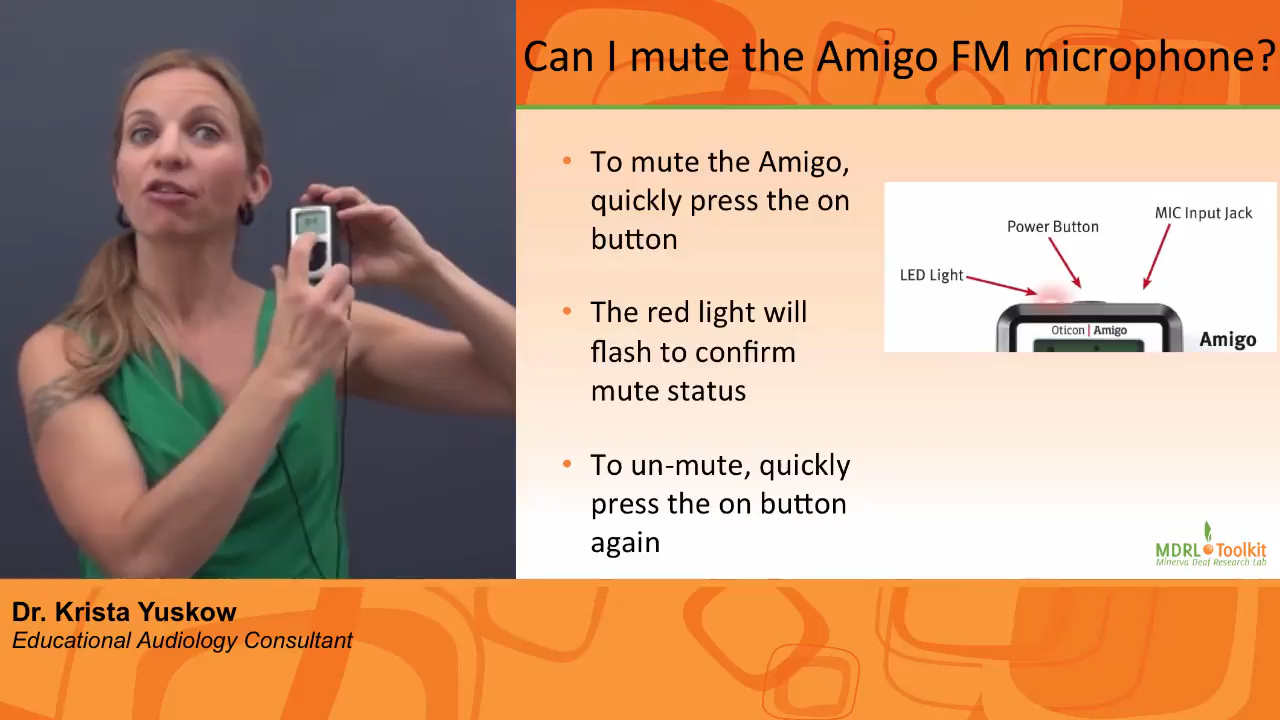 Can I mute the Amigo FM microphone?
• To mute the Amigo,
quickly press the on
button
• The red light will
flash to confirm
mute status
• To un-mute, quickly
press the on button
again
MIC Input Jack
Power Button
LED Light
Oticon | Amigo
Amigo
MDRL Toolkit
Minerva Deaf Research Lab
Dr. Krista Yuskow
Educational Audiology Consultant